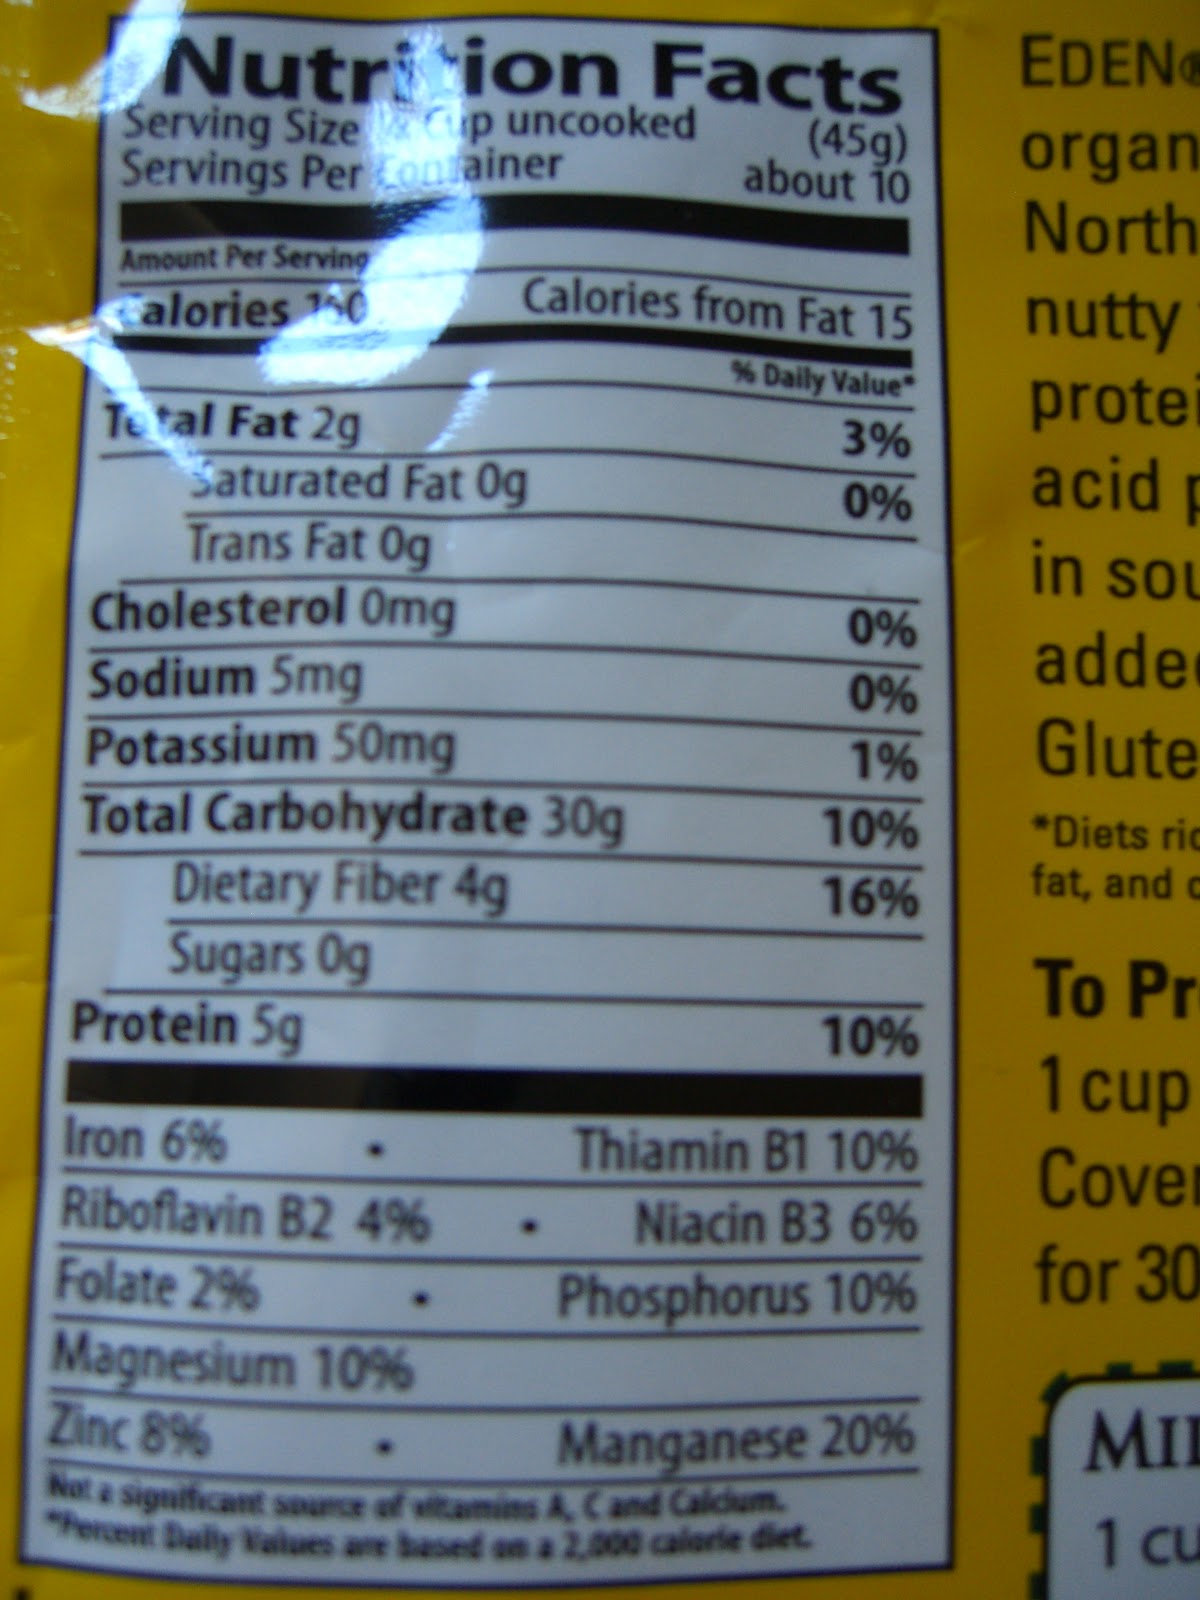 Nutrition Facts
Serving Size Cup uncooked (45g)
Servings Per Container about 10
Amount Per Serving
Calories Calories from Fat 15
% Daily Value*
Total Fat 2g 3%
Saturated Fat 0g 0%
Trans Fat 0g
Cholesterol 0mg 0%
Sodium 5mg 0%
Potassium 50mg 1%
Total Carbohydrate 30g 10%
Dietary Fiber 4g 16%
Sugars 0g
Protein 5g 10%
Iron 6% • Thiamin B1 10%
Riboflavin B2 4% • Niacin B3 6%
Folate 2% • Phosphorus 10%
Magnesium 10%
Zinc 8% • Manganese 20%
Not a significant source of vitamins A, C and Calcium.
*Percent Daily Values are based on a 2,000 calorie diet.
EDEN®
organ
North
nutty
protei
acid p
in sou
added
Glute
*Diets ric
fat, and c
To Pr
1 cup
Cover
for 30
MIL
1 cu